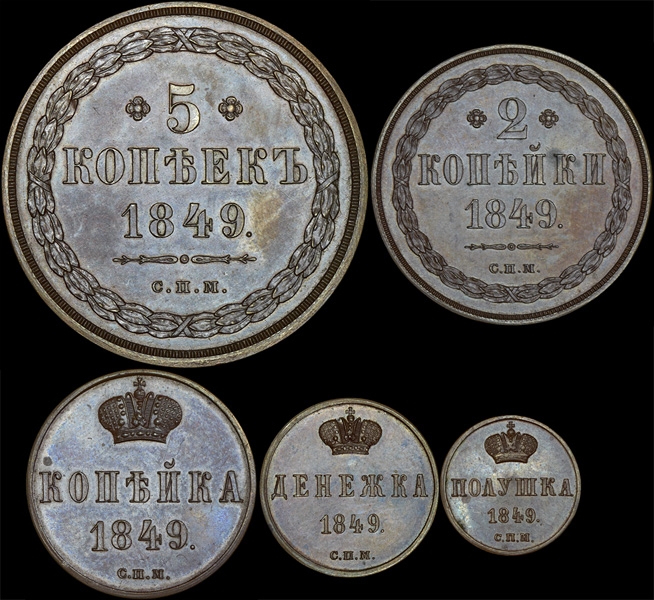 5
КОПѢЕКЪ
1849.
С.П.М.
2
КОПѢЙКИ
1849.
С.П.М.
КОПѢЙКА
1849.
С.П.М.
ДЕНЕЖКА
1849.
С.П.М.
ПОЛУШКА
1849.
С.П.М.